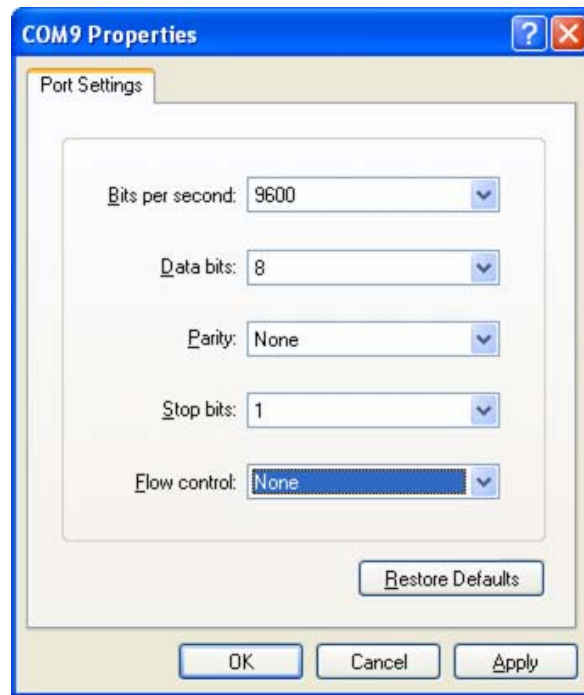 COM9 Properties
Port Settings
Bits per second: 9600
Data bits: 8
Parity: None
Stop bits: 1
Flow control: None
Restore Defaults
OK Cancel Apply